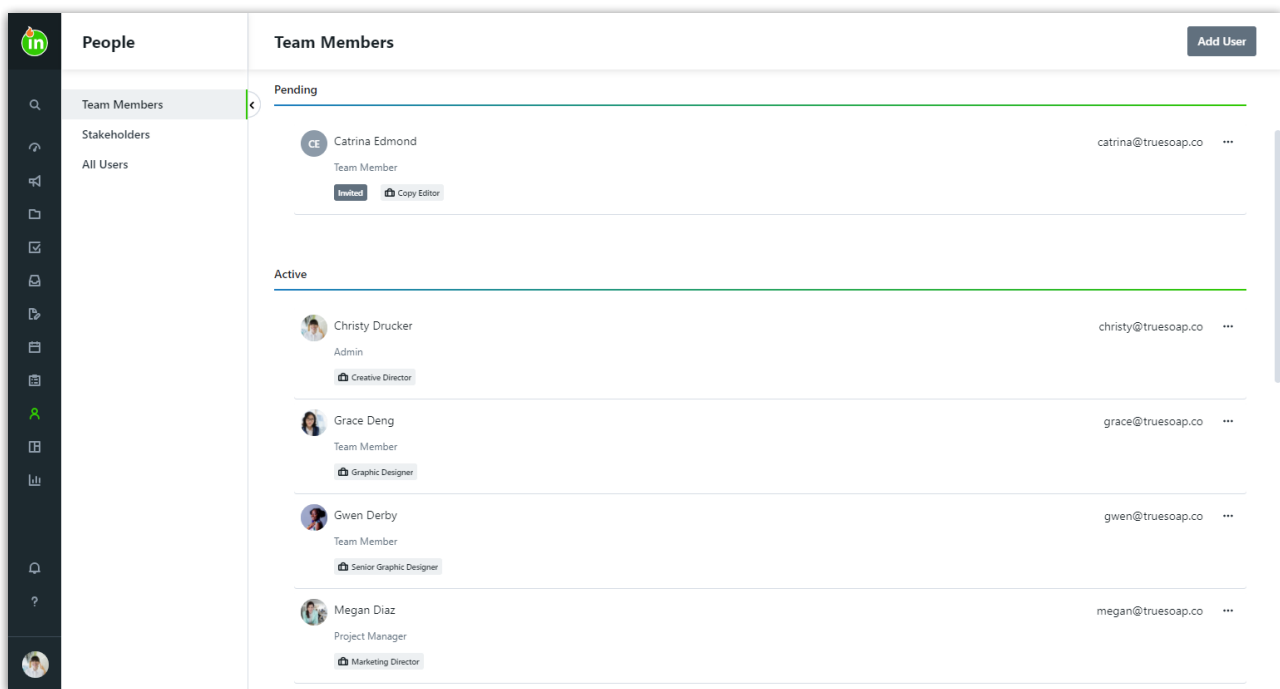 in
People
Team Members
Add User
Team Members
Stakeholders
All Users
Pending
CE
Catrina Edmond
catrina@truesoap.co
Team Member
Invited
Copy Editor
Active
Christy Drucker
christy@truesoap.co
Admin
Creative Director
Grace Deng
grace@truesoap.co
Team Member
Graphic Designer
Gwen Derby
gwen@truesoap.co
Team Member
Senior Graphic Designer
Megan Diaz
megan@truesoap.co
Project Manager
Marketing Director